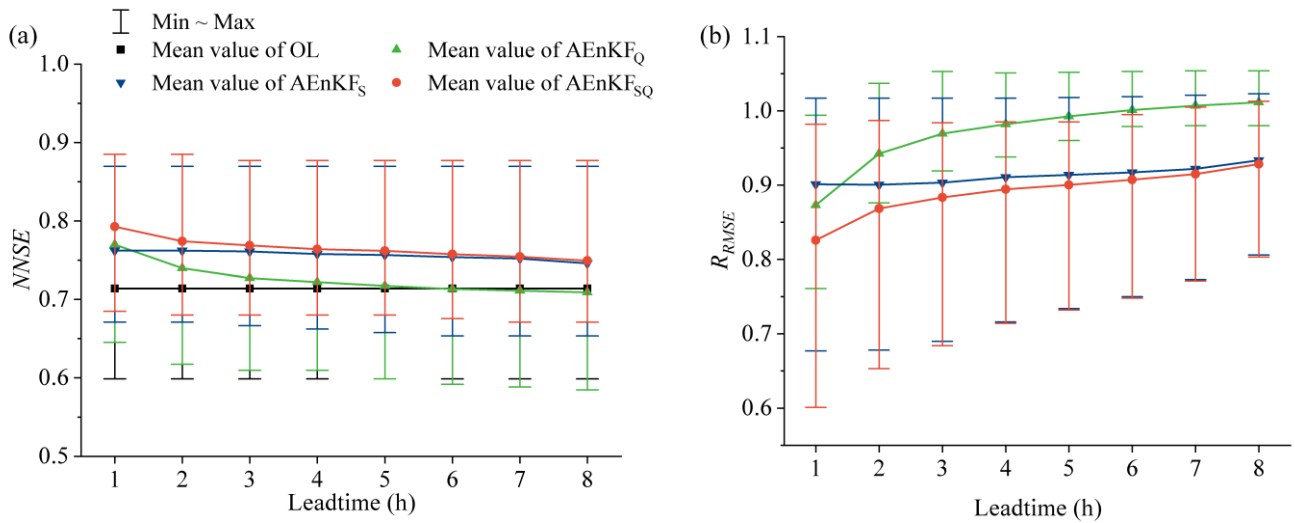 (a)
Min ~ Max
Mean value of OL
Mean value of AEnKF_Q
Mean value of AEnKF_S
Mean value of AEnKF_SQ
NNSE
1.0
0.9
0.8
0.7
0.6
0.5
1 2 3 4 5 6 7 8
Leadtime (h)
(b)
R_RMSE
1.1
1.0
0.9
0.8
0.7
0.6
1 2 3 4 5 6 7 8
Leadtime (h)